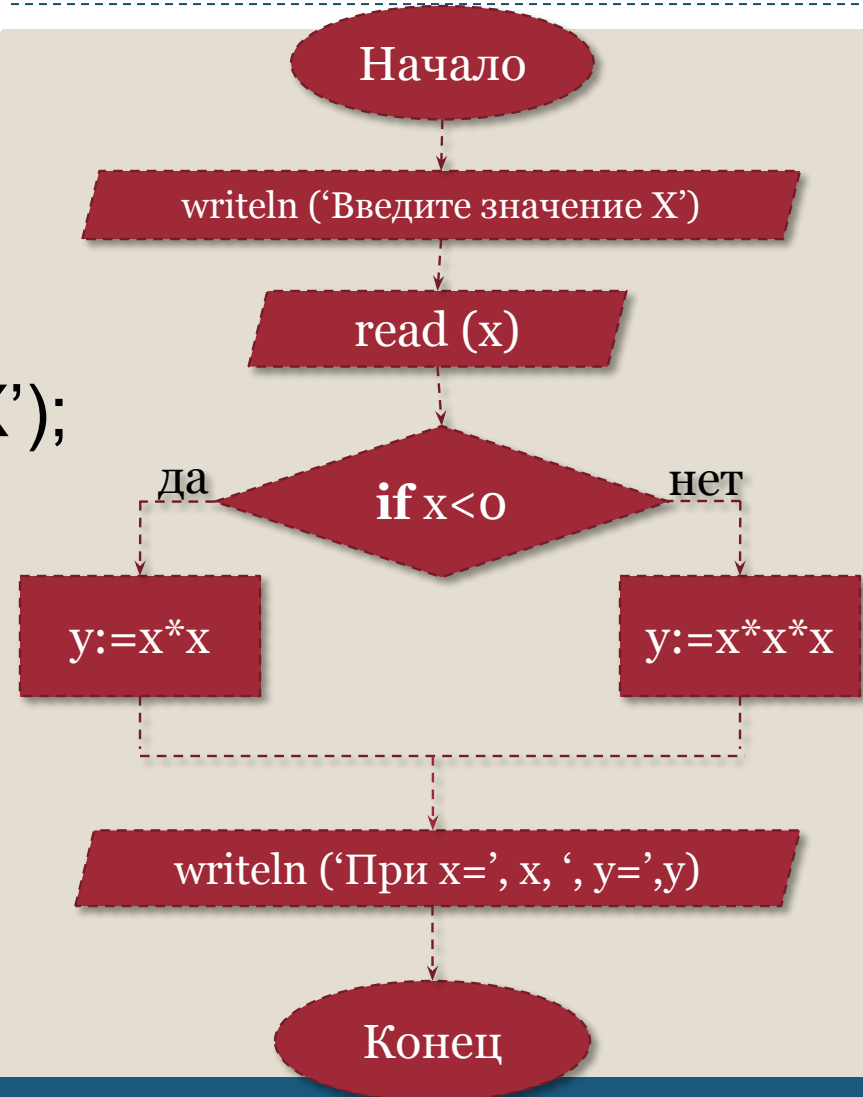 Начало
writeln (‘Введите значение X’)
read (x)
X’);
да
if x<0
нет
y:=x*x
y:=x*x*x
writeln (‘При x=’, x, ‘, y=’,y)
Конец